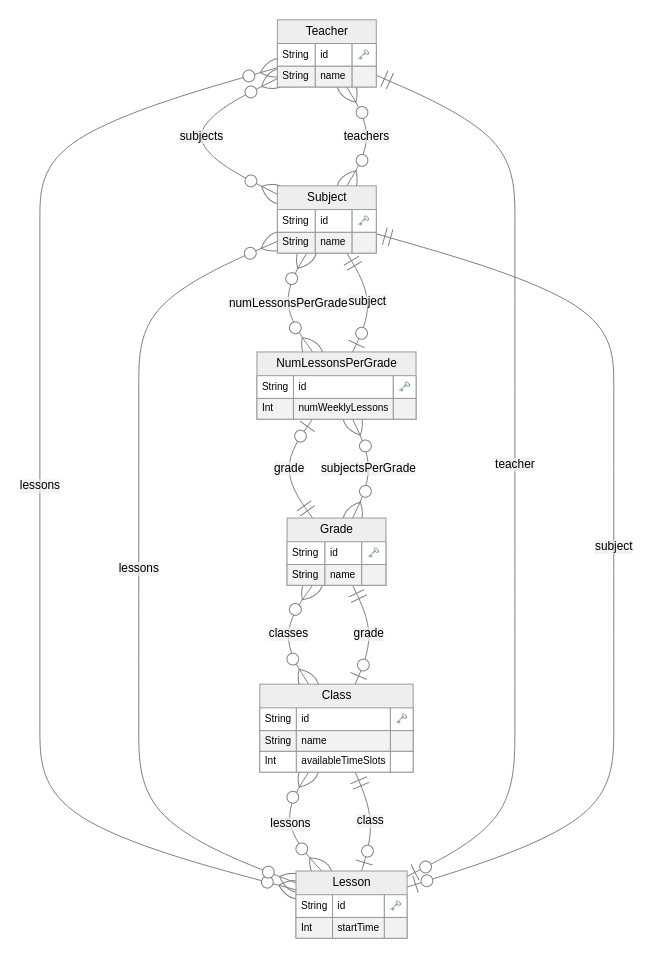 Teacher
String id
String name
subjects
teachers
Subject
String id
String name
numLessonsPerGrade
subject
NumLessonsPerGrade
String id
Int numWeeklyLessons
grade
subjectsPerGrade
teacher
lessons
Grade
String id
String name
subject
lessons
classes
grade
Class
String id
String name
Int availableTimeSlots
lessons
class
Lesson
String id
Int startTime